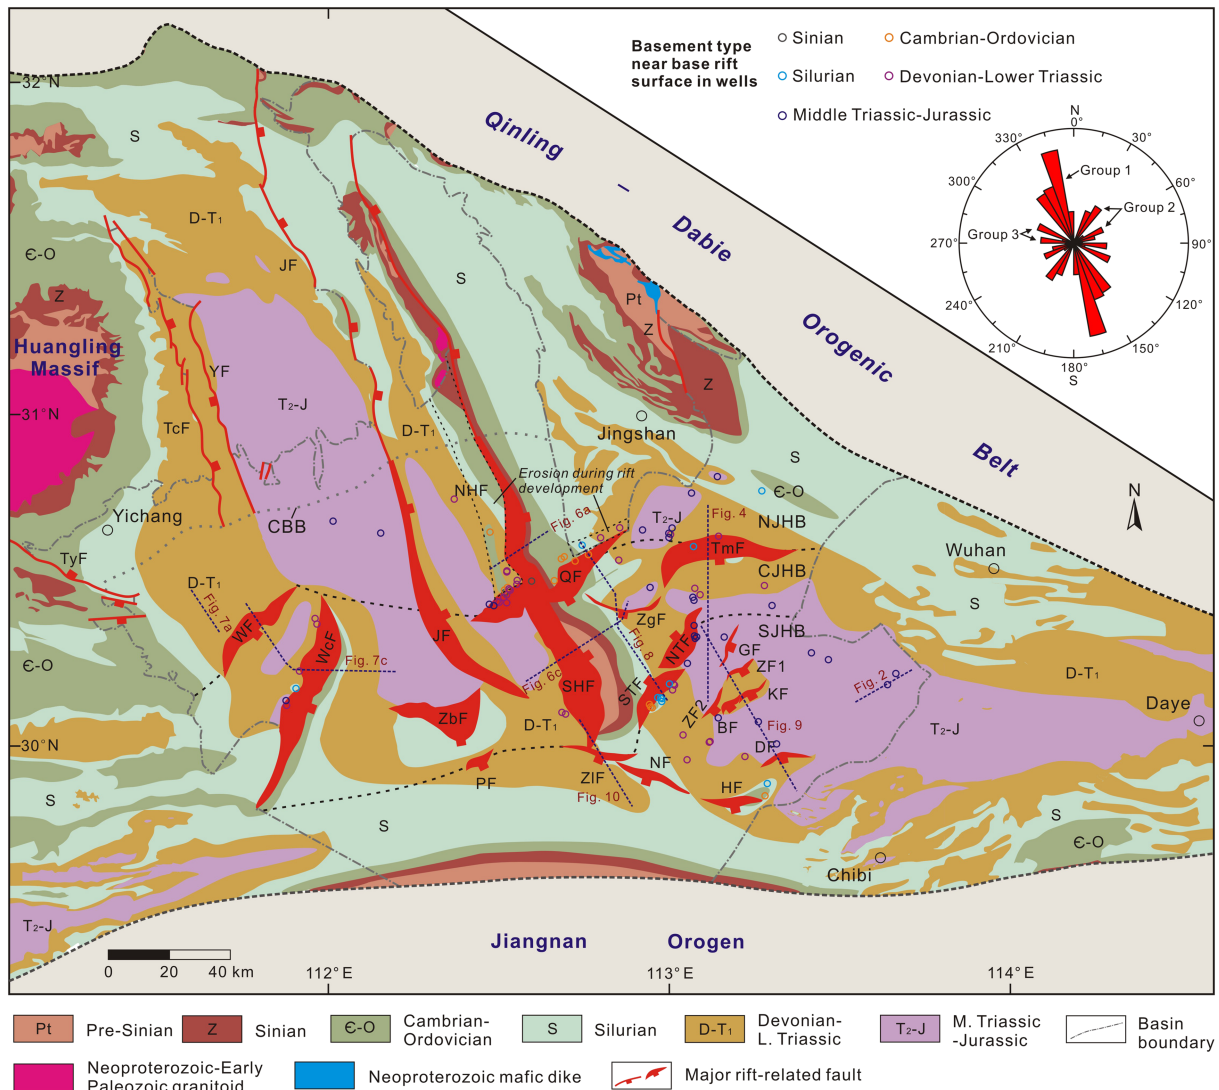 Basement type
near base rift
surface in wells
Sinian
Cambrian-Ordovician
Silurian
Devonian-Lower Triassic
Middle Triassic-Jurassic
N
0°
30°
60°
90°
120°
150°
180°
S
210°
240°
270°
300°
330°
Group 1
Group 2
Group 3
32°N
31°N
30°N
Qinling
–
Dabie
Orogenic
Belt
S
D-T1
Є-O
Z
JF
S
Pt
Z
Z
Huangling
Massif
YF
T2-J
TcF
D-T1
Jingshan
S
Є-O
NHF
Erosion during rift
development
Yichang
CBB
Fig. 6a
T2-J
Fig. 4
NJHB
N
TmF
Wuhan
TyF
QF
CJHB
S
D-T1
Fig. 7a
WF
WcF
JF
ZgF
SJHB
Fig. 8
NTF
GF
Є-O
Fig. 7c
Fig. 6c
SHF
STF
ZF1
KF
Fig. 2
D-T1
Daye
ZbF
D-T1
ZF2
BF
Fig. 9
T2-J
DF
NF
PF
ZlF
Fig. 10
HF
S
S
S
Є-O
Chibi
T2-J
Jiangnan
Orogen
0
20
40 km
112°E
113°E
114°E
Pt
Pre-Sinian
Z
Sinian
Є-O
Cambrian-
Ordovician
S
Silurian
D-T1
Devonian-
L. Triassic
T2-J
M. Triassic
-Jurassic
Basin
boundary
Neoproterozoic-Early
Paleozoic granitoid
Neoproterozoic mafic dike
Major rift-related fault